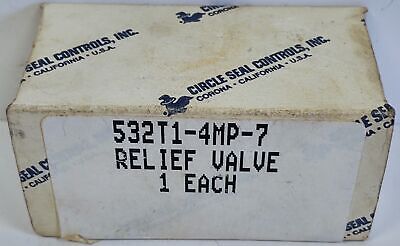 CIRCLE SEAL CONTROLS, INC.
CORONA • CALIFORNIA • U.S.A.
CIRCLE SEAL CONTROLS, INC.
CORONA • CALIFORNIA • U.S.A.
532T1-4MP-7
RELIEF VALVE
1 EACH